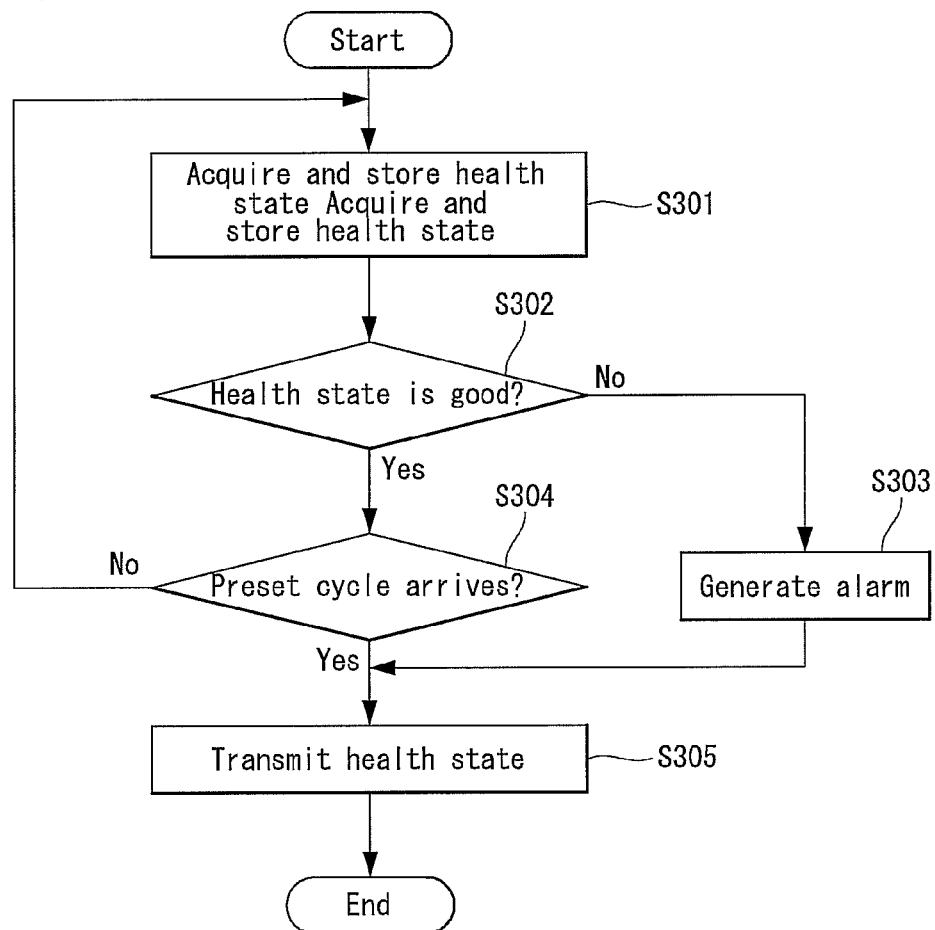 Start
Acquire and store health
state Acquire and
store health state
S301
S302
Health state is good?
No
Yes
S303
S304
No
Preset cycle arrives?
Generate alarm
Yes
Transmit health state
S305
End